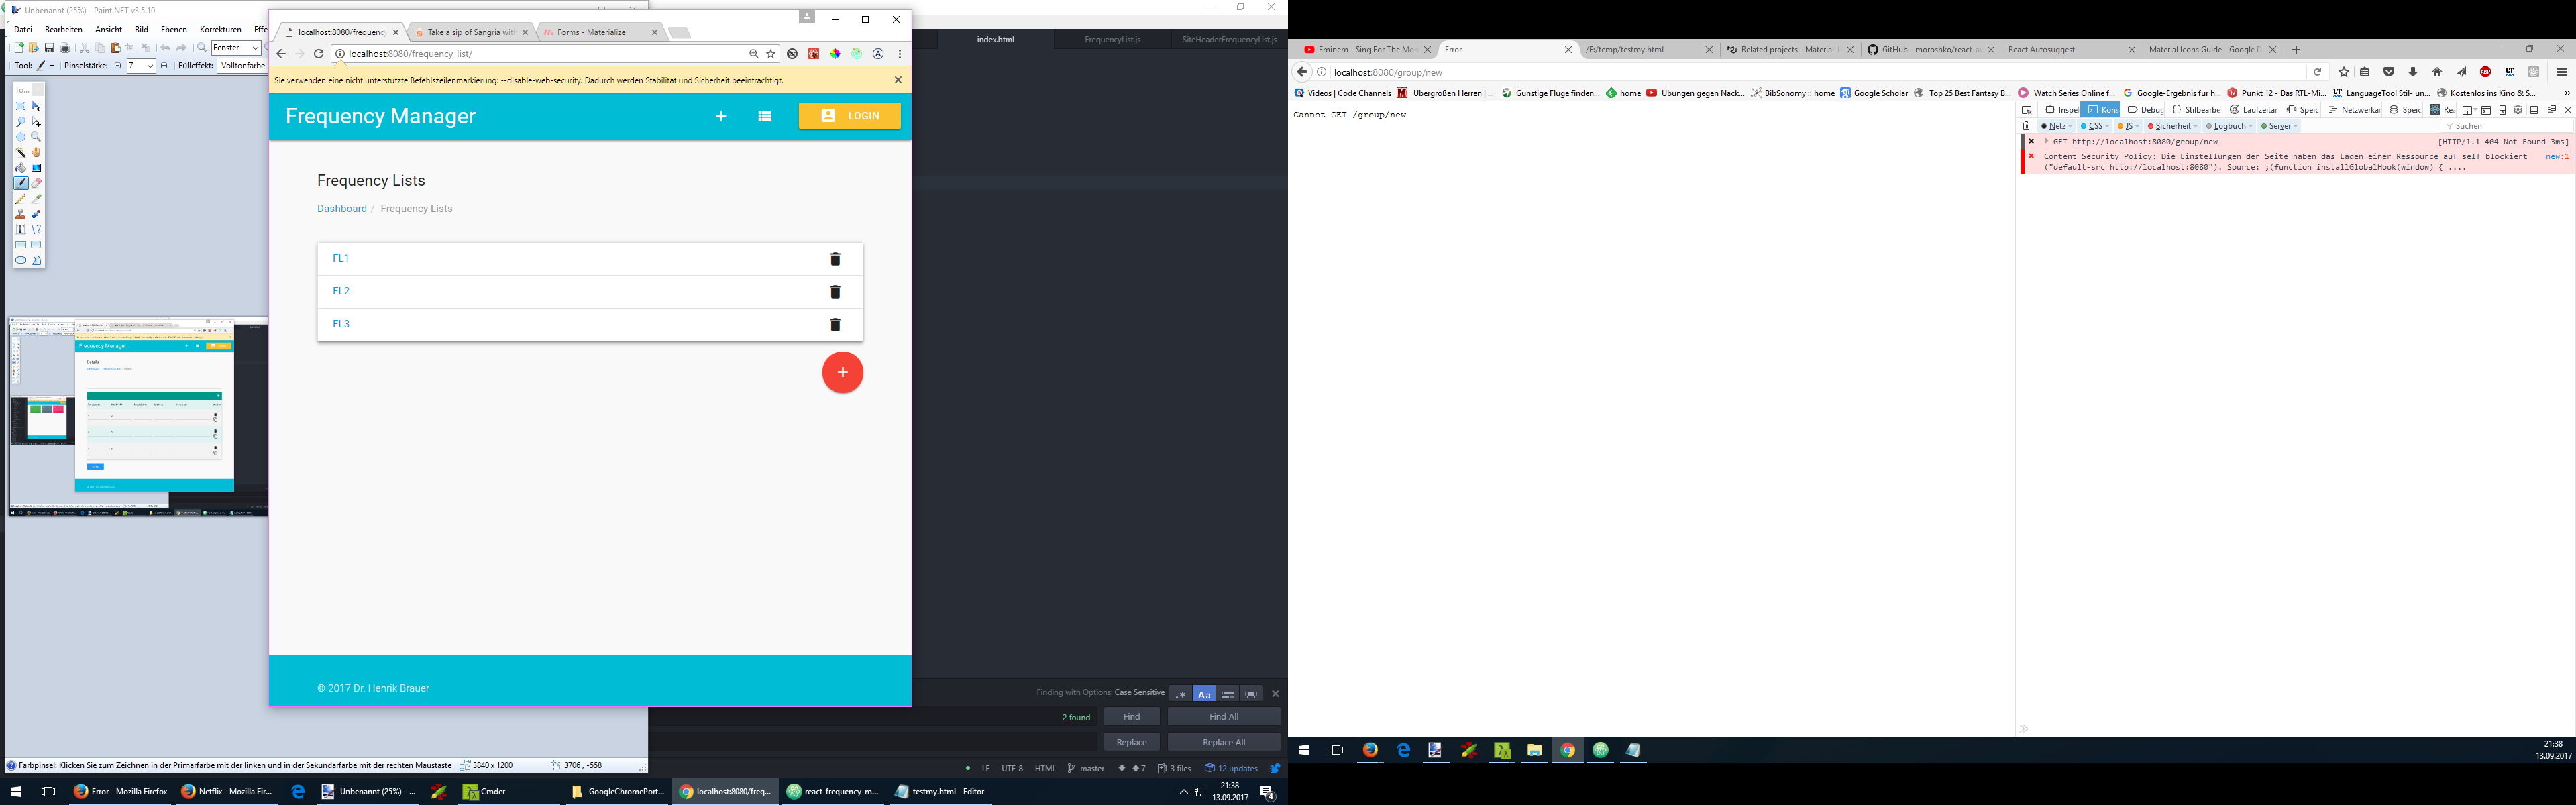 Unbenannt (25%) - Paint.NET v3.5.10
Datei Bearbeiten Ansicht Bild Ebenen Korrekturen Effe
Fenster
Tool: Pinselstärke: 7 Fülleffekt: Volltonfarbe
To...
localhost:8080/frequency Take a sip of Sangria with Forms - Materialize
localhost:8080/frequency_list/
Sie verwenden eine nicht unterstützte Befehlszeilenmarkierung: --disable-web-security. Dadurch werden Stabilität und Sicherheit beeinträchtigt.
Frequency Manager
LOGIN
Frequency Lists
Dashboard / Frequency Lists
FL1
FL2
FL3
© 2017 Dr. Henrik Brauer
Frequency Manager
Details
index.html FrequencyList.js SiteHeaderFrequencyList.js
Finding with Options: Case Sensitive
.* Aa
2 found Find Find All
Replace Replace All
Farbpinsel: Klicken Sie zum Zeichnen in der Primärfarbe mit der linken und in der Sekundärfarbe mit der rechten Maustaste 3840 x 1200 3706 , -558
LF UTF-8 HTML master 7 3 files 12 updates
Error - Mozilla Firefox Netflix - Mozilla Fir... Unbenannt (25%) - ... Cmder GoogleChromePort... localhost:8080/freq... react-frequency-m... testmy.html - Editor
21:38
13.09.2017
4
Eminem - Sing For The Mom Error /E:/temp/testmy.html Related projects - Material-U GitHub - moroshko/react-a React Autosuggest Material Icons Guide - Google D
localhost:8080/group/new
Videos | Code Channels Übergrößen Herren | ... Günstige Flüge finden... home Übungen gegen Nack... BibSonomy :: home Google Scholar Top 25 Best Fantasy B... Watch Series Online f... Google-Ergebnis für h... Punkt 12 - Das RTL-Mi... LanguageTool Stil- un... Kostenlos ins Kino & S...
Cannot GET /group/new
Inspe Kons Debug Stilbearbe Laufzeitar Speic Netzwerka Speic Re
Netz CSS JS Sicherheit Logbuch Server Suchen
GET http://localhost:8080/group/new [HTTP/1.1 404 Not Found 3ms]
Content Security Policy: Die Einstellungen der Seite haben das Laden einer Ressource auf self blockiert new:1
("default-src http://localhost:8080"). Source: ;(function installGlobalHook(window) { ....
21:38
13.09.2017